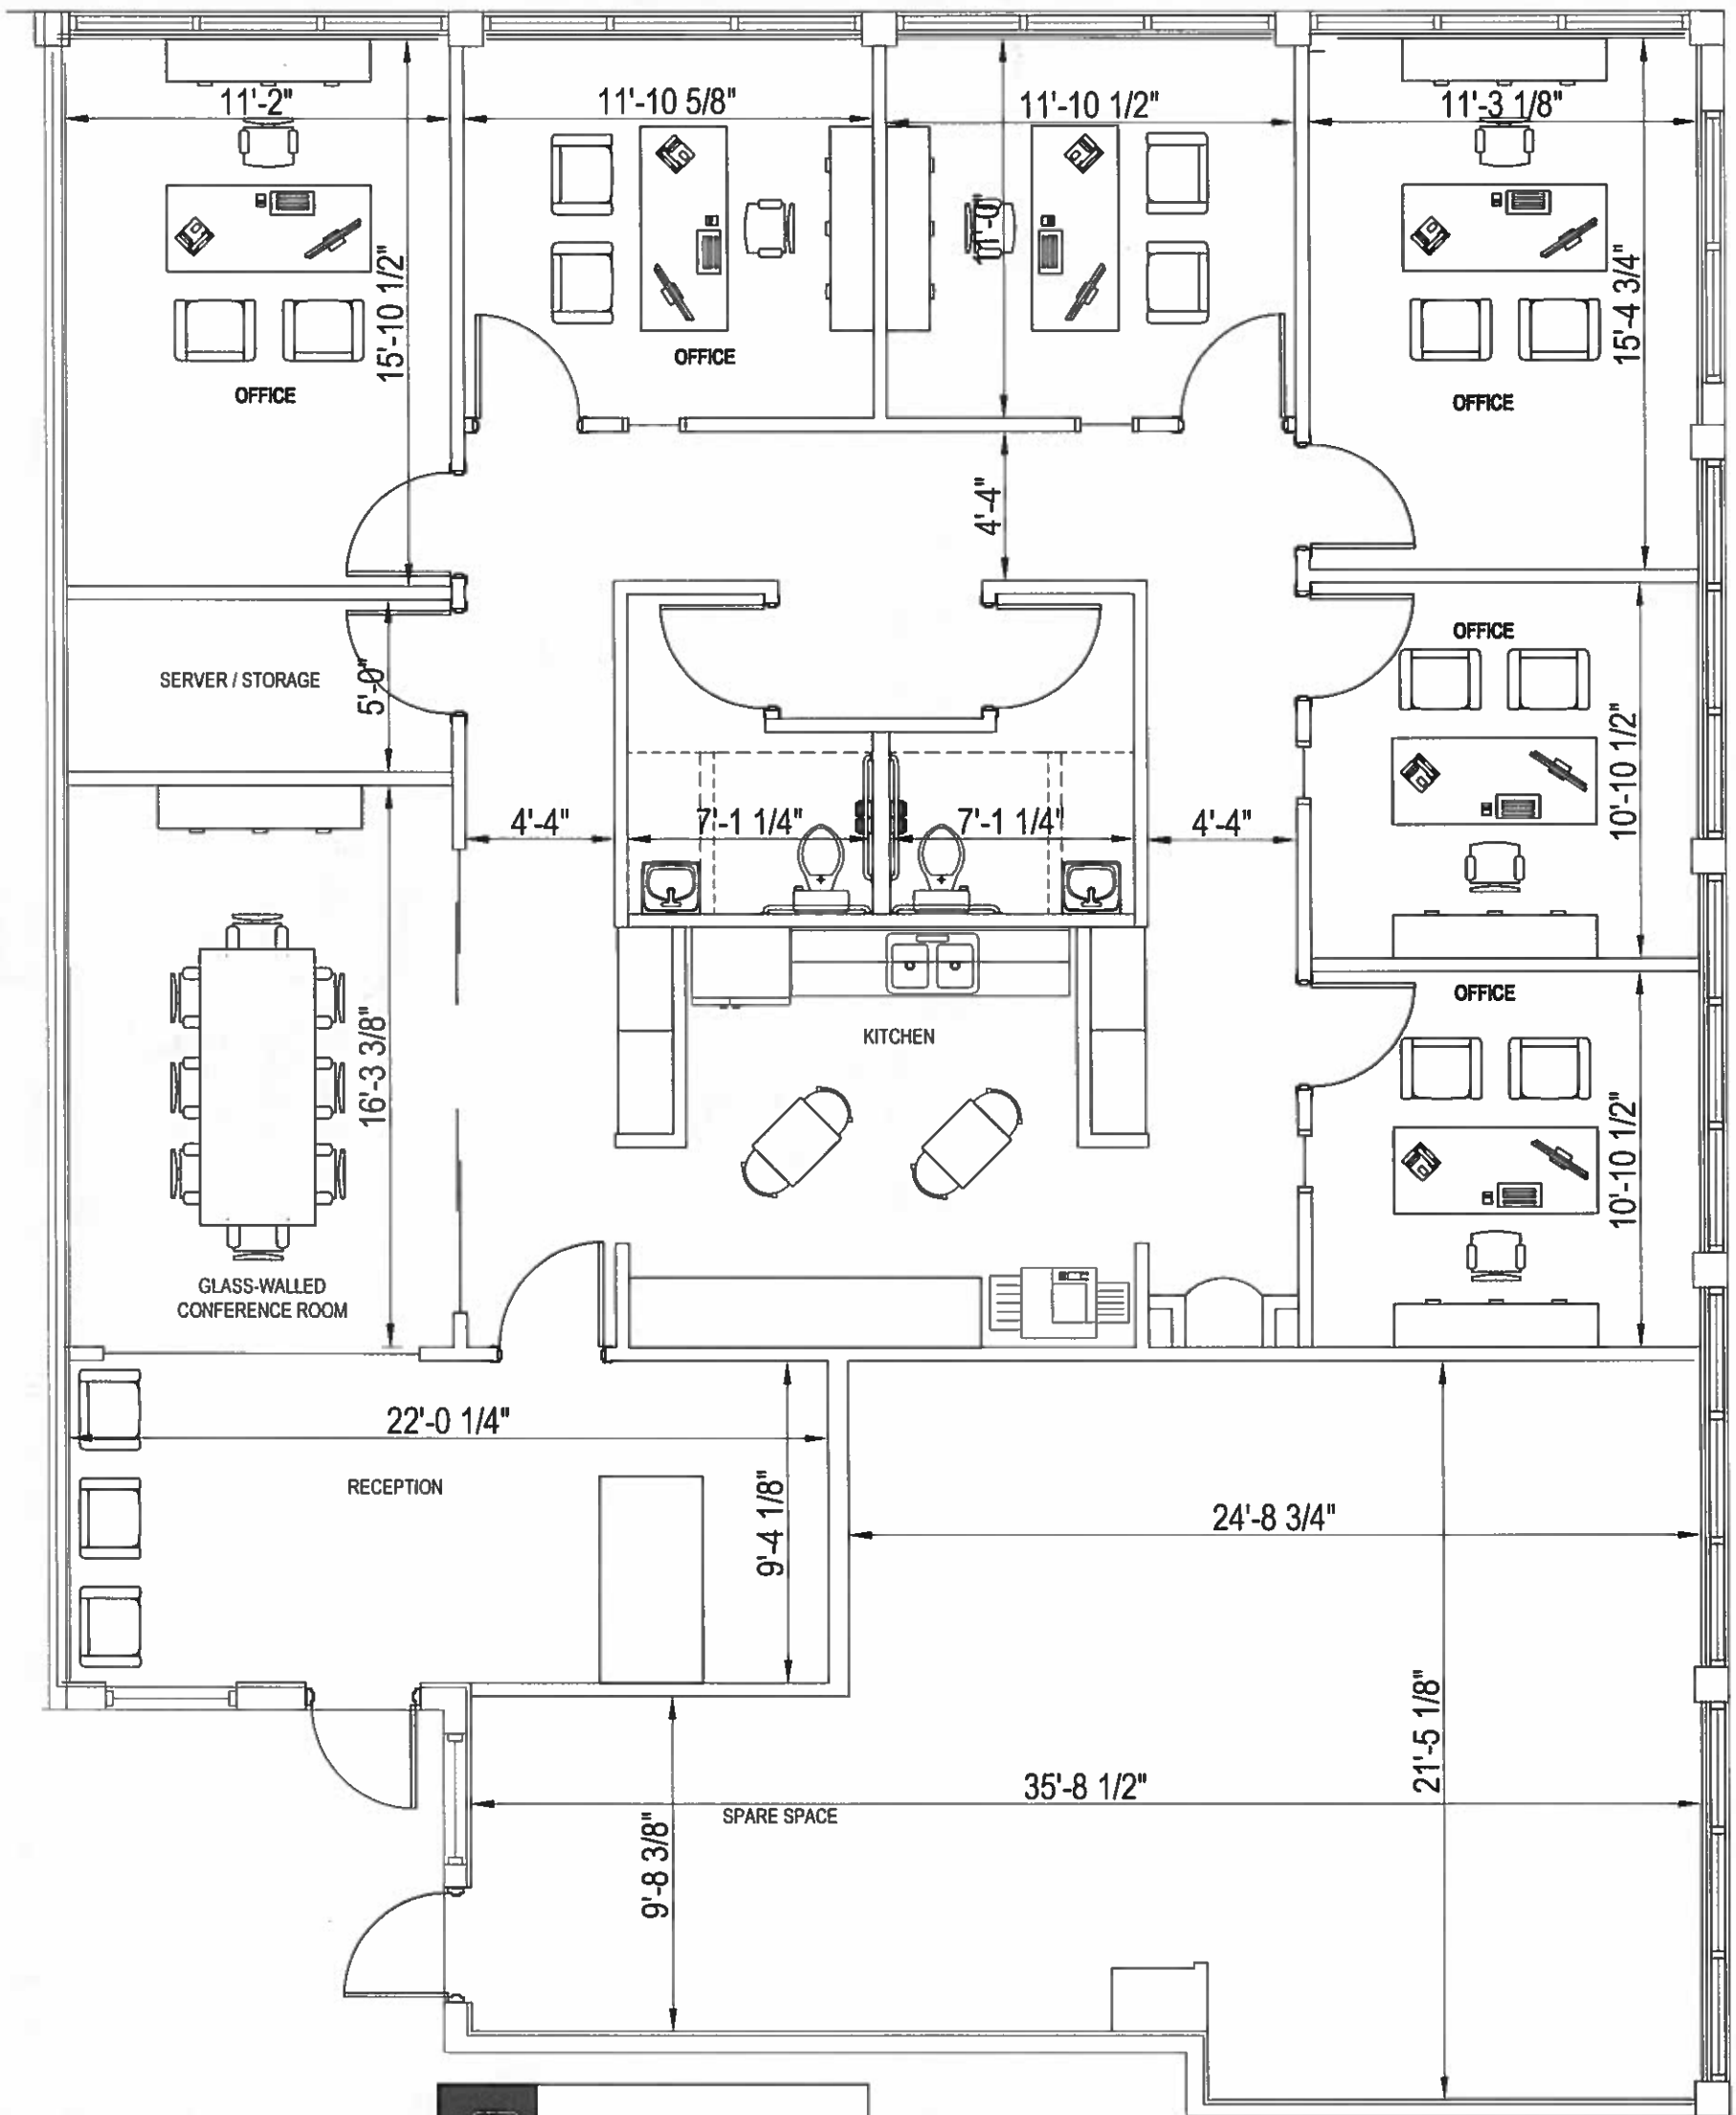 11'-2"
11'-10 5/8"
11'-10 1/2"
11'-3 1/8"
15'-10 1/2"
11'-0"
15'-4 3/4"
OFFICE
OFFICE
OFFICE
4'-4"
OFFICE
SERVER / STORAGE
5'-0"
10'-10 1/2"
4'-4"
7'-1 1/4"
7'-1 1/4"
4'-4"
OFFICE
KITCHEN
16'-3 3/8"
10'-10 1/2"
GLASS-WALLED
CONFERENCE ROOM
22'-0 1/4"
RECEPTION
9'-4 1/8"
24'-8 3/4"
21'-5 1/8"
35'-8 1/2"
SPARE SPACE
9'-8 3/8"